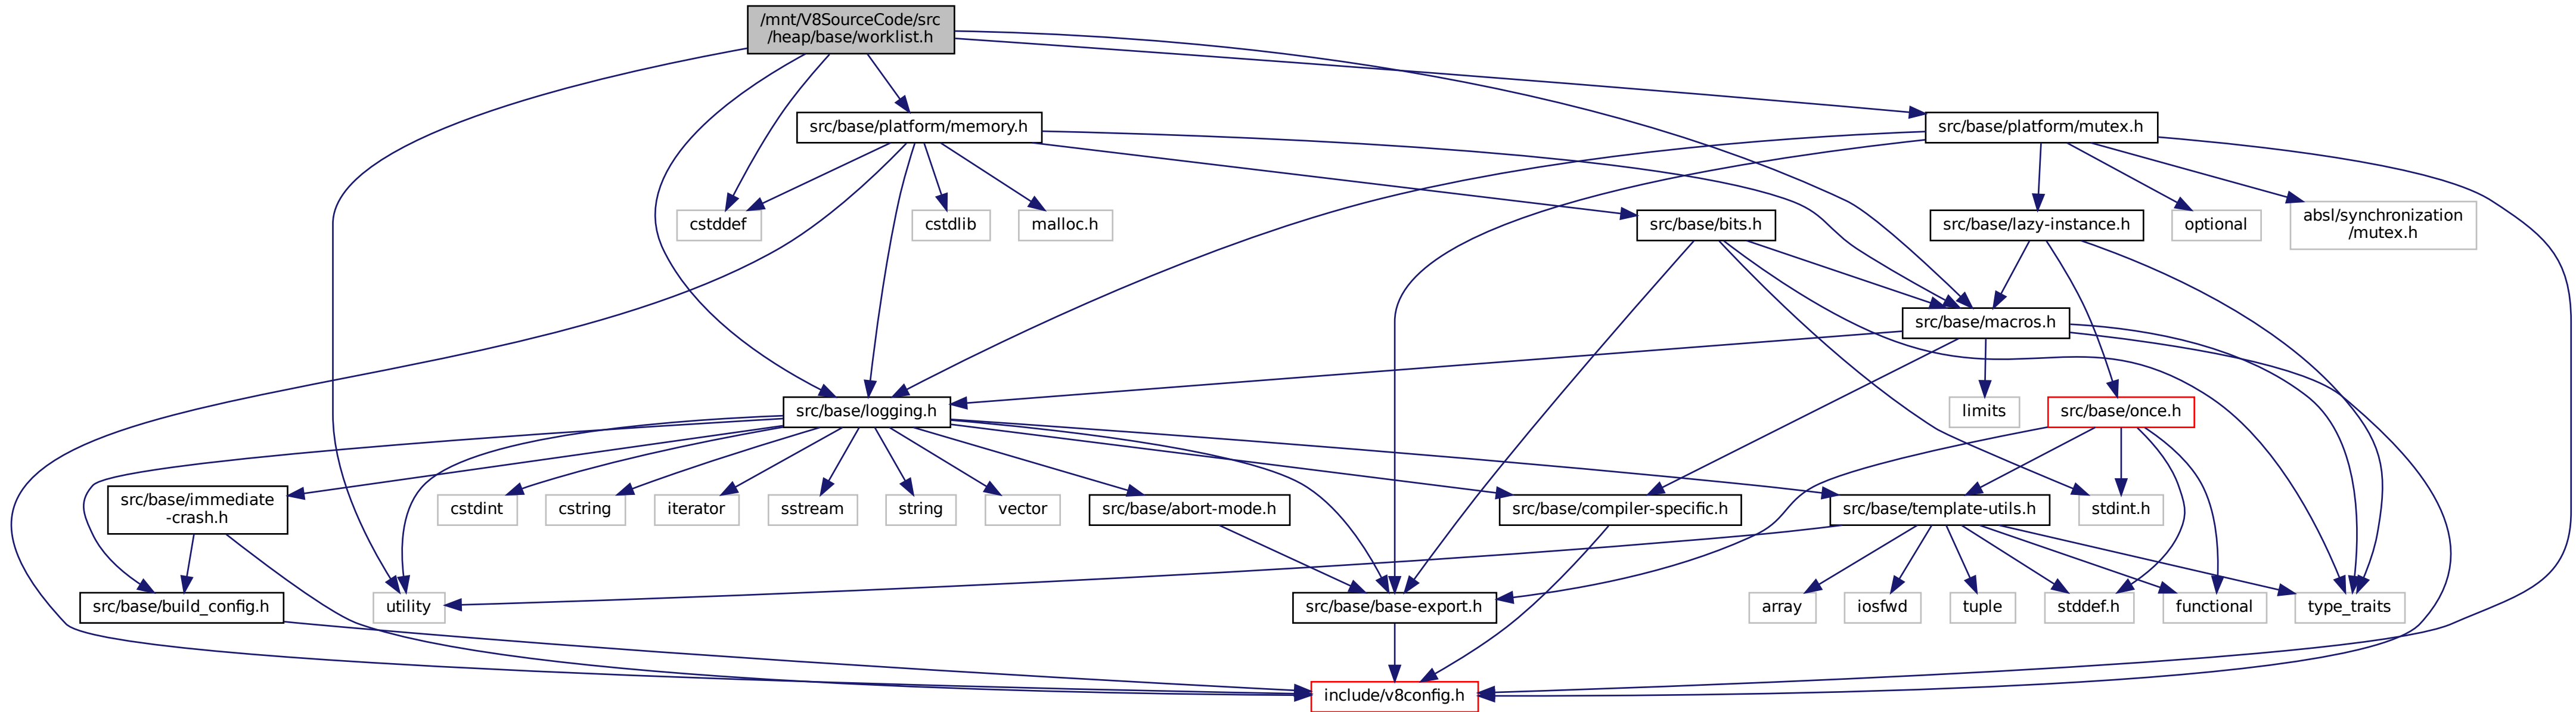 /mnt/V8SourceCode/src
/heap/base/worklist.h
src/base/platform/memory.h
src/base/platform/mutex.h
cstddef
cstdlib
malloc.h
src/base/bits.h
src/base/lazy-instance.h
optional
absl/synchronization
/mutex.h
src/base/macros.h
src/base/logging.h
limits
src/base/once.h
src/base/immediate
-crash.h
cstdint
cstring
iterator
sstream
string
vector
src/base/abort-mode.h
src/base/compiler-specific.h
src/base/template-utils.h
stdint.h
src/base/build_config.h
utility
src/base/base-export.h
array
iosfwd
tuple
stddef.h
functional
type_traits
include/v8config.h